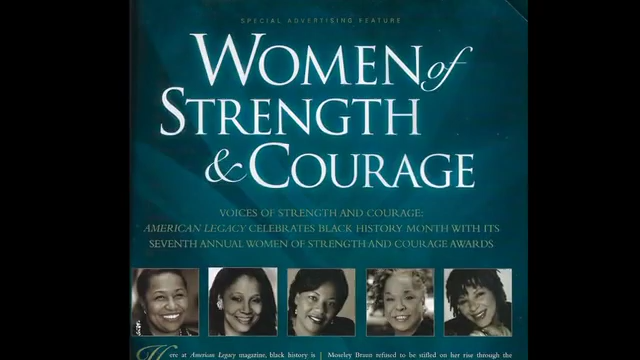 SPECIAL ADVERTISING FEATURE
WOMEN of
STRENGTH
& COURAGE
VOICES OF STRENGTH AND COURAGE:
AMERICAN LEGACY CELEBRATES BLACK HISTORY MONTH WITH ITS
SEVENTH ANNUAL WOMEN OF STRENGTH AND COURAGE AWARDS
Here at American Legacy magazine, black history is
Moseley Braun refused to be stifled on her rise through the